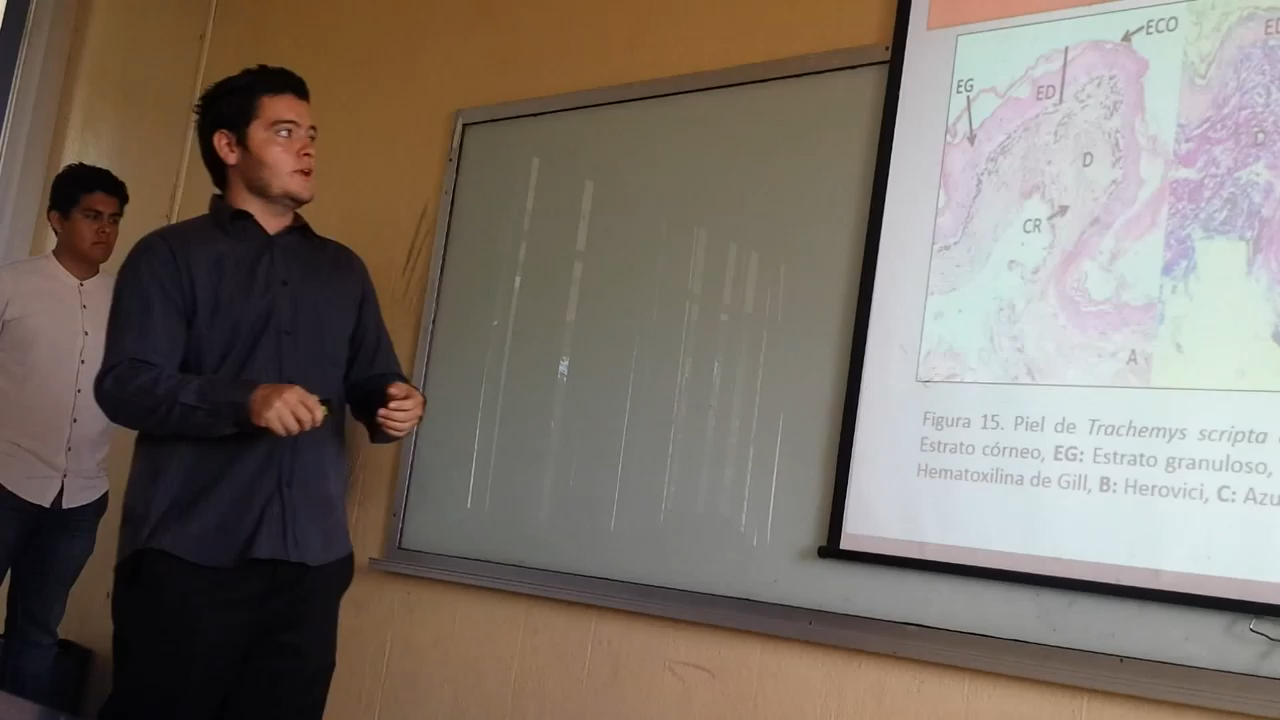 ECO
EG
ED
ED
D
D
CR
A
Figura 15. Piel de Trachemys scripta
Estrato córneo, EG: Estrato granuloso,
Hematoxilina de Gill, B: Herovici, C: Azu